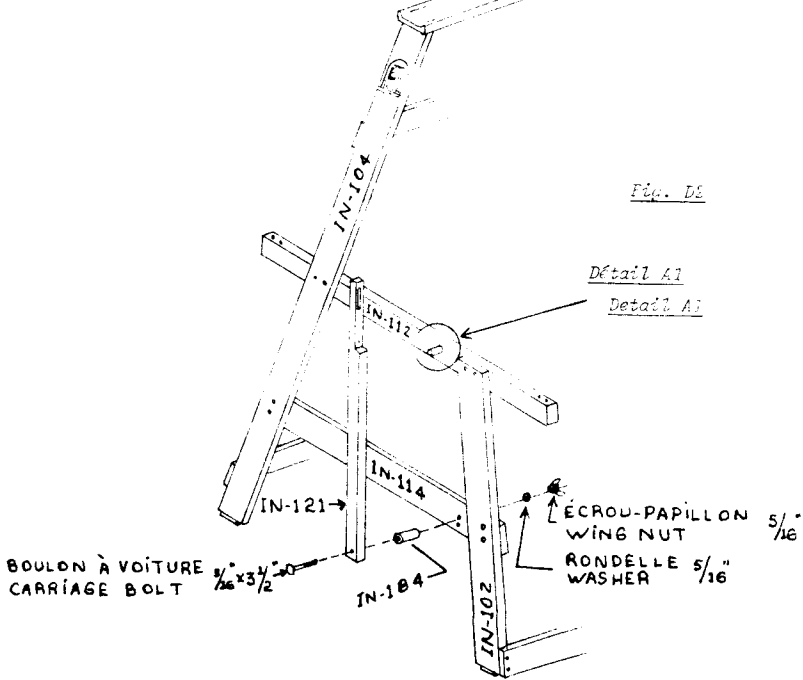 IN-104
Fig. D2
Détail A1
Detail A1
IN-112
IN-114
IN-121
ÉCROU-PAPILLON 5/16"
WING NUT
RONDELLE 5/16"
WASHER
BOULON À VOITURE 5/16" x 3 1/2"
CARRIAGE BOLT
IN-184
IN-102